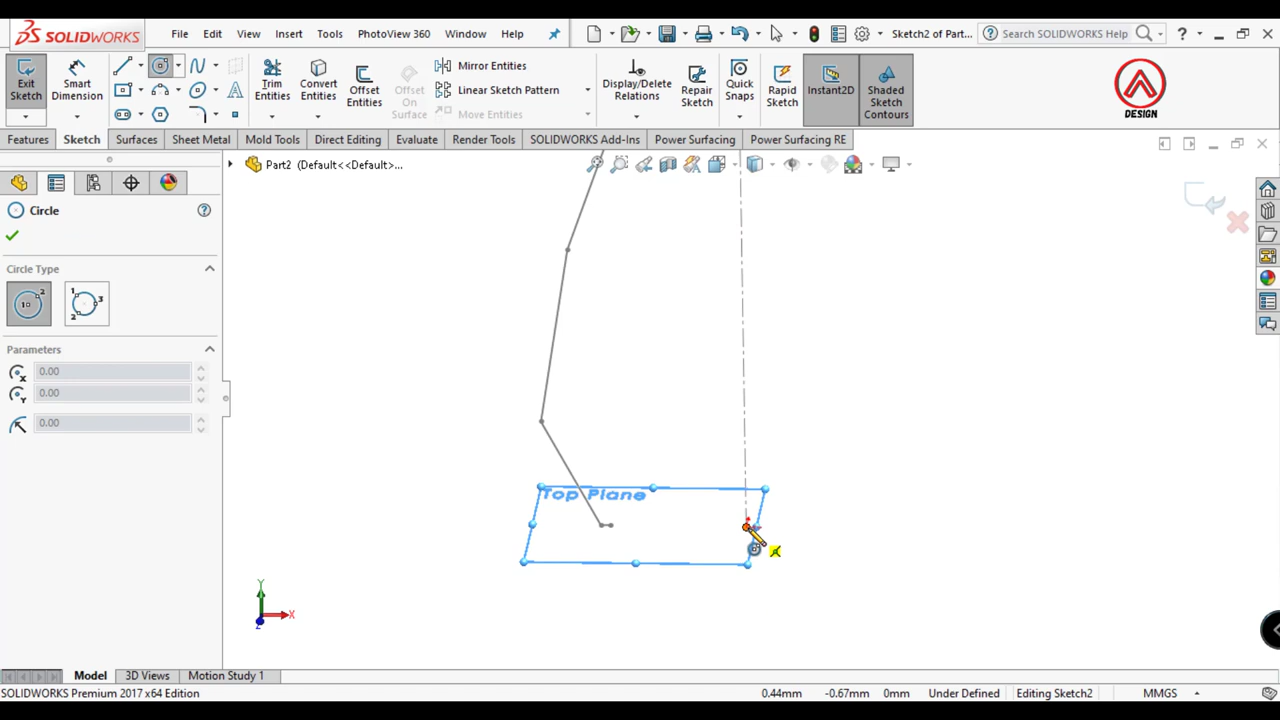 SOLIDWORKS
File Edit View Insert Tools PhotoView 360 Window Help
Sketch2 of Part...
Search SOLIDWORKS Help
?
Exit Sketch
Smart Dimension
Trim Entities
Convert Entities
Offset Entities
Offset On Surface
Mirror Entities
Linear Sketch Pattern
Move Entities
Display/Delete Relations
Repair Sketch
Quick Snaps
Rapid Sketch
Instant2D
Shaded Sketch Contours
DESIGN
Features Sketch Surfaces Sheet Metal Mold Tools Direct Editing Evaluate Render Tools SOLIDWORKS Add-Ins Power Surfacing Power Surfacing RE
Part2 (Default<<Default>...
Circle
Circle Type
Parameters
0.00
0.00
0.00
Top Plane
Y
X
Z
Model 3D Views Motion Study 1
SOLIDWORKS Premium 2017 x64 Edition
0.44mm -0.67mm 0mm Under Defined Editing Sketch2 MMGS